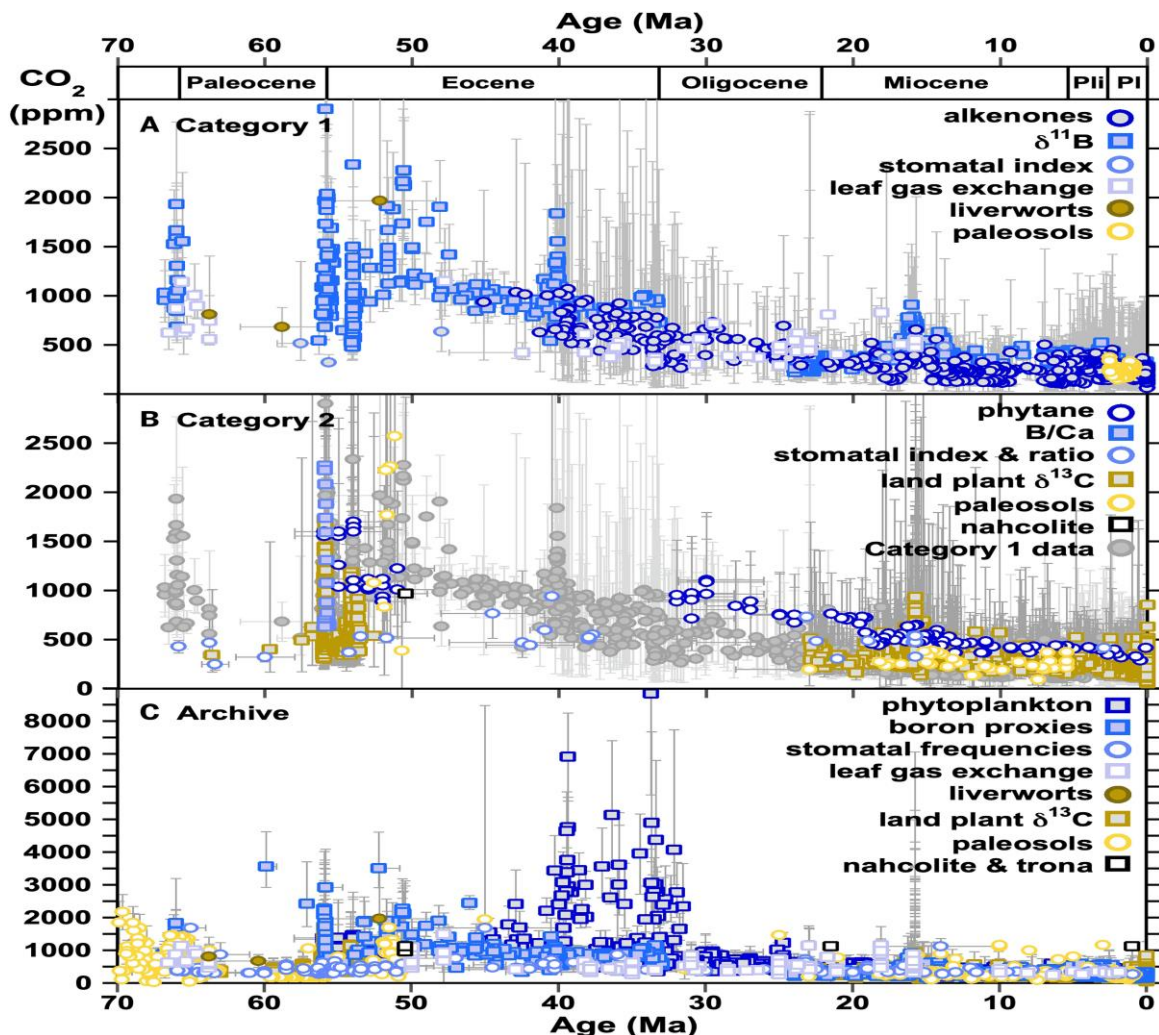 Age (Ma)
70 60 50 40 30 20 10 0
CO2 (ppm)
Paleocene Eocene Oligocene Miocene Pli Pl
A Category 1
2500
2000
1500
1000
500
alkenones
δ11B
stomatal index
leaf gas exchange
liverworts
paleosols
B Category 2
2500
2000
1500
1000
500
0
phytane
B/Ca
stomatal index & ratio
land plant δ13C
paleosols
nahcolite
Category 1 data
C Archive
8000
7000
6000
5000
4000
3000
2000
1000
0
phytoplankton
boron proxies
stomatal frequencies
leaf gas exchange
liverworts
land plant δ13C
paleosols
nahcolite & trona
70 60 50 40 30 20 10 0
Age (Ma)